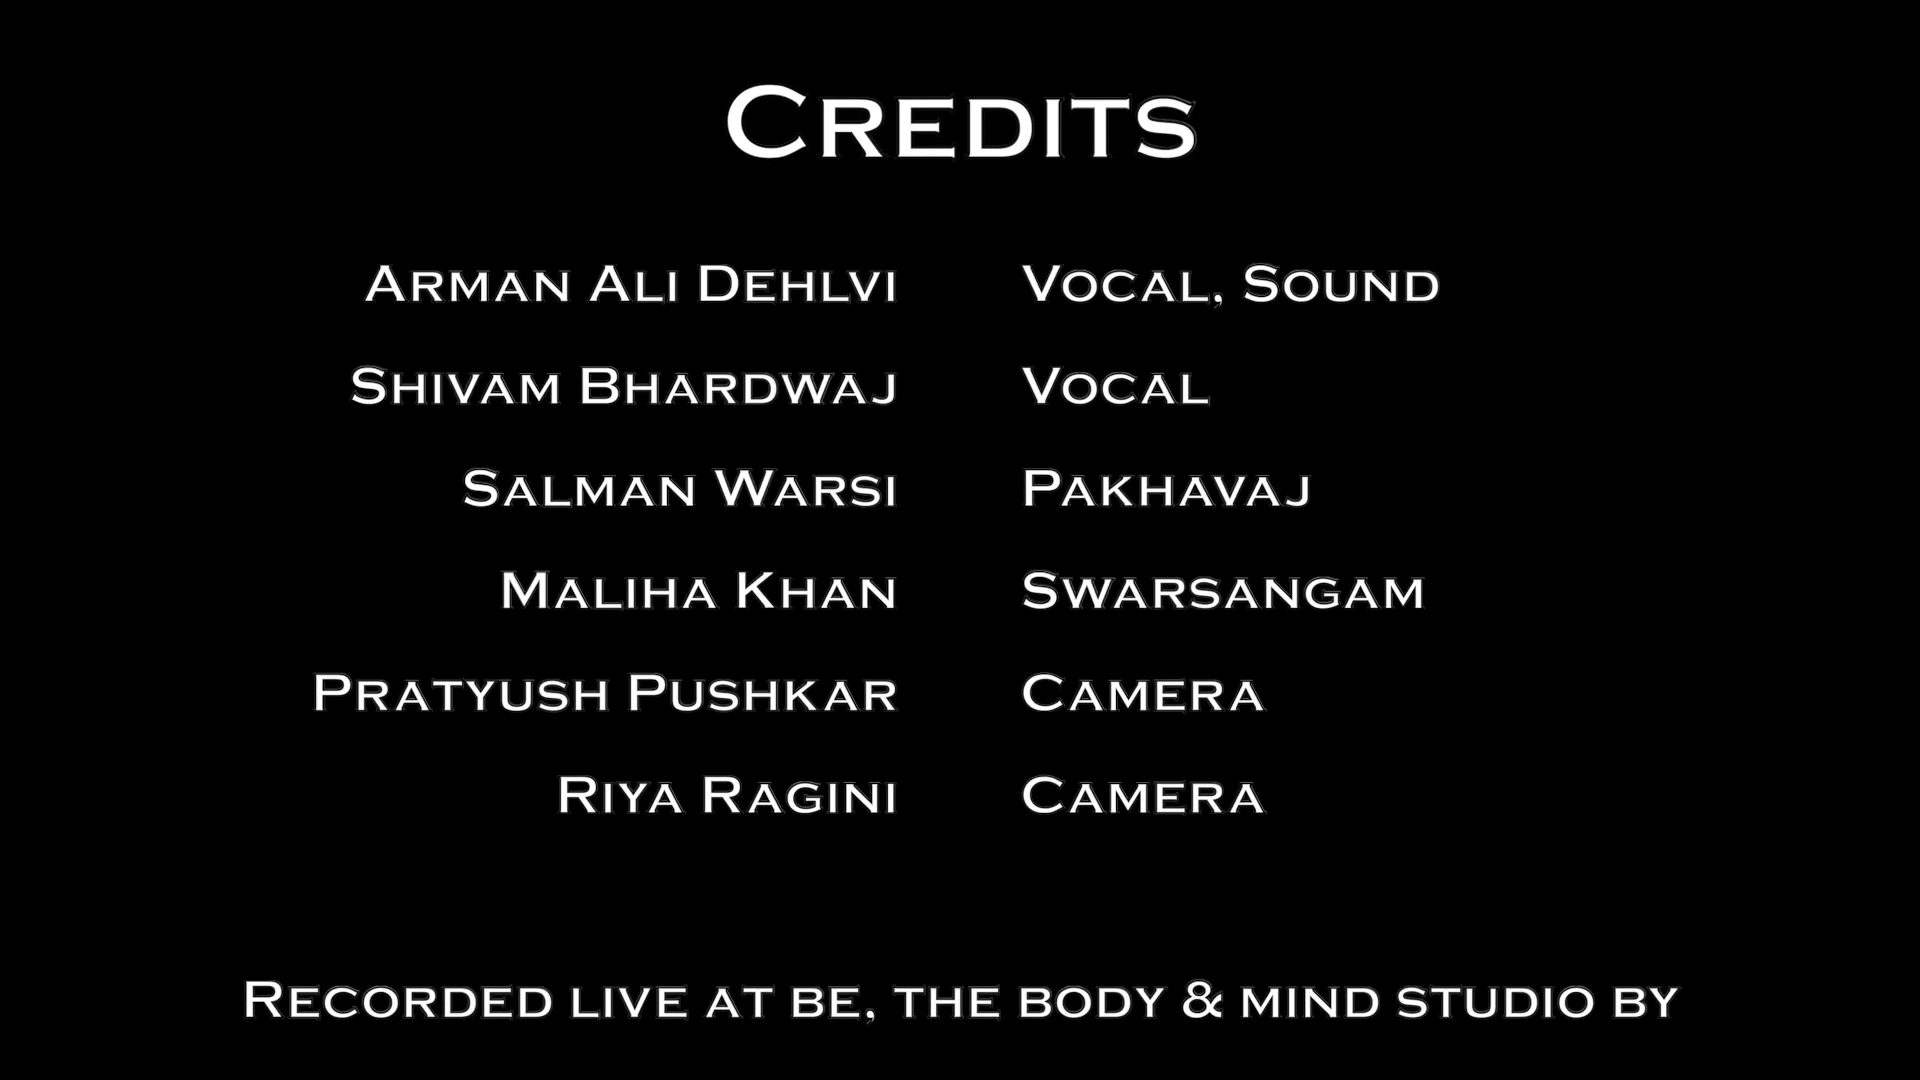 Credits
Arman Ali Dehlvi Vocal, Sound
Shivam Bhardwaj Vocal
Salman Warsi Pakhavaj
Maliha Khan Swarsangam
Pratyush Pushkar Camera
Riya Ragini Camera
Recorded live at be, the body & mind studio by